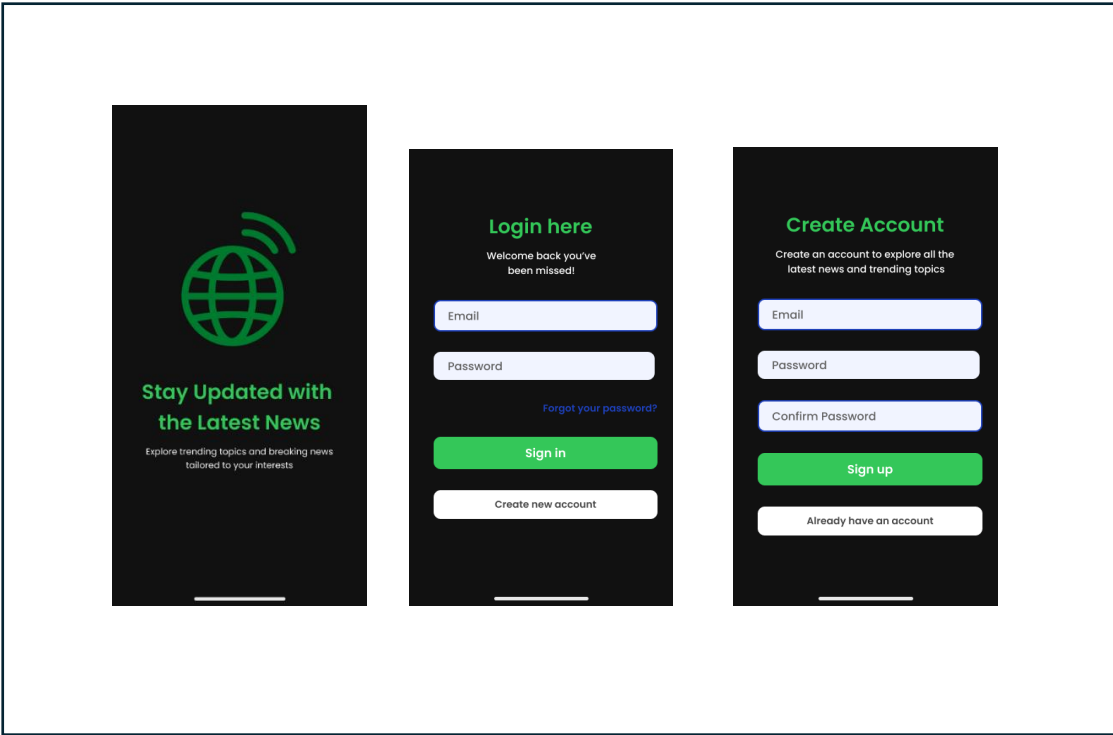 Stay Updated with
the Latest News
Explore trending topics and breaking news
tailored to your interests
Login here
Welcome back you've
been missed!
Email
Password
Forgot your password?
Sign in
Create new account
Create Account
Create an account to explore all the
latest news and trending topics
Email
Password
Confirm Password
Sign up
Already have an account